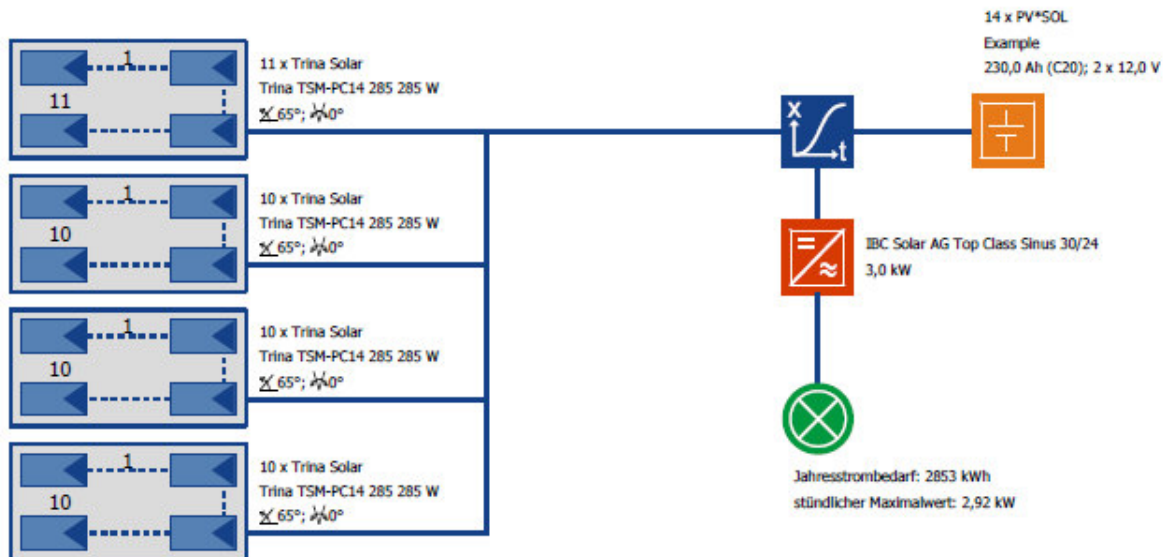 1
11
11 x Trina Solar
Trina TSM-PC14 285 285 W
65°; 0°
1
10
10 x Trina Solar
Trina TSM-PC14 285 285 W
65°; 0°
1
10
10 x Trina Solar
Trina TSM-PC14 285 285 W
65°; 0°
1
10
10 x Trina Solar
Trina TSM-PC14 285 285 W
65°; 0°
14 x PV*SOL
Example
230,0 Ah (C20); 2 x 12,0 V
x
t
IBC Solar AG Top Class Sinus 30/24
3,0 kW
Jahresstrombedarf: 2853 kWh
stündlicher Maximalwert: 2,92 kW